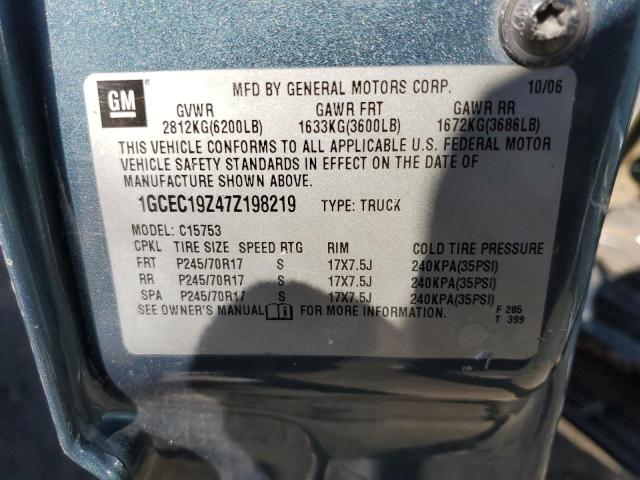 GM
MFD BY GENERAL MOTORS CORP. 10/06
GVWR GAWR FRT GAWR RR
2812KG(6200LB) 1633KG(3600LB) 1672KG(3686LB)
THIS VEHICLE CONFORMS TO ALL APPLICABLE U.S. FEDERAL MOTOR
VEHICLE SAFETY STANDARDS IN EFFECT ON THE DATE OF
MANUFACTURE SHOWN ABOVE.
1GCEC19Z47Z198219 TYPE: TRUCK
MODEL: C15753
CPKL TIRE SIZE SPEED RTG RIM COLD TIRE PRESSURE
FRT P245/70R17 S 17X7.5J 240KPA(35PSI)
RR P245/70R17 S 17X7.5J 240KPA(35PSI)
SPA P245/70R17 S 17X7.5J 240KPA(35PSI)
SEE OWNER'S MANUAL i FOR MORE INFORMATION. F 285
T 399